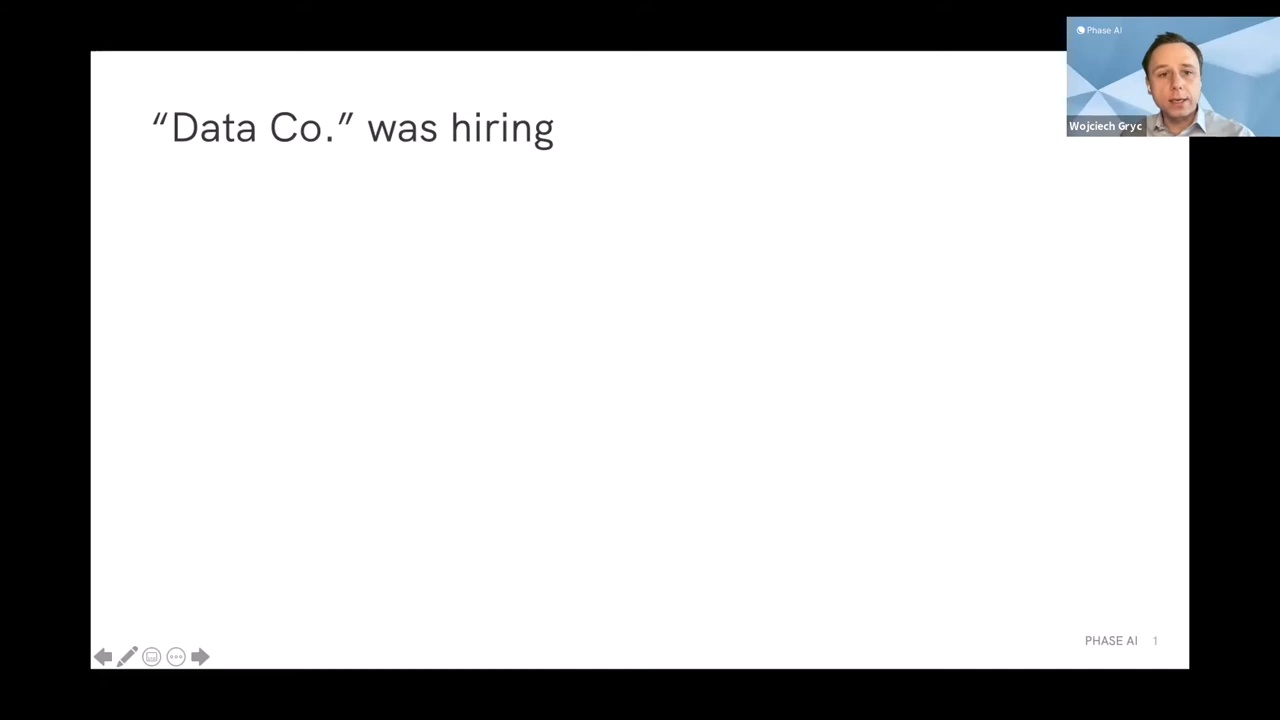 Phase AI
“Data Co.” was hiring
Wojciech Gryc
PHASE AI 1